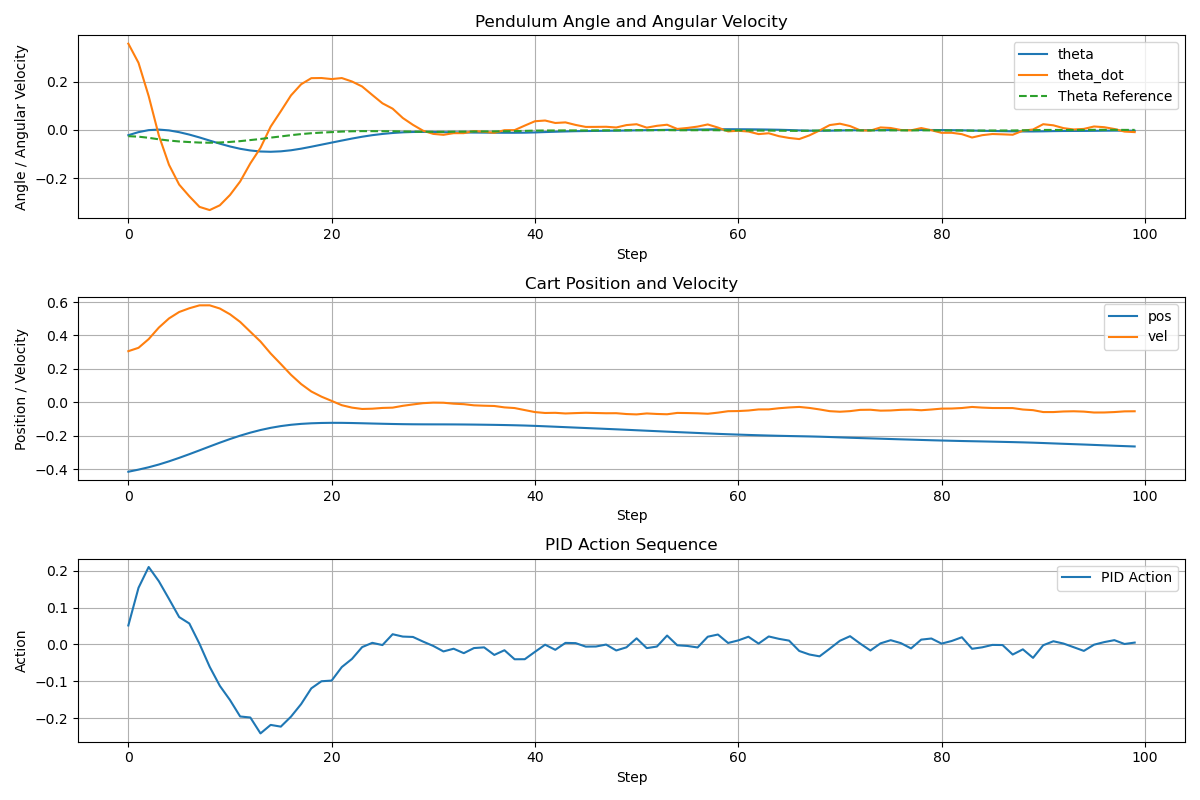 Pendulum Angle and Angular Velocity
Angle / Angular Velocity
0.2
0.0
−0.2
theta
theta_dot
Theta Reference
0 20 40 60 80 100
Step
Cart Position and Velocity
Position / Velocity
0.6
0.4
0.2
0.0
−0.2
−0.4
pos
vel
0 20 40 60 80 100
Step
PID Action Sequence
Action
0.2
0.1
0.0
−0.1
−0.2
PID Action
0 20 40 60 80 100
Step